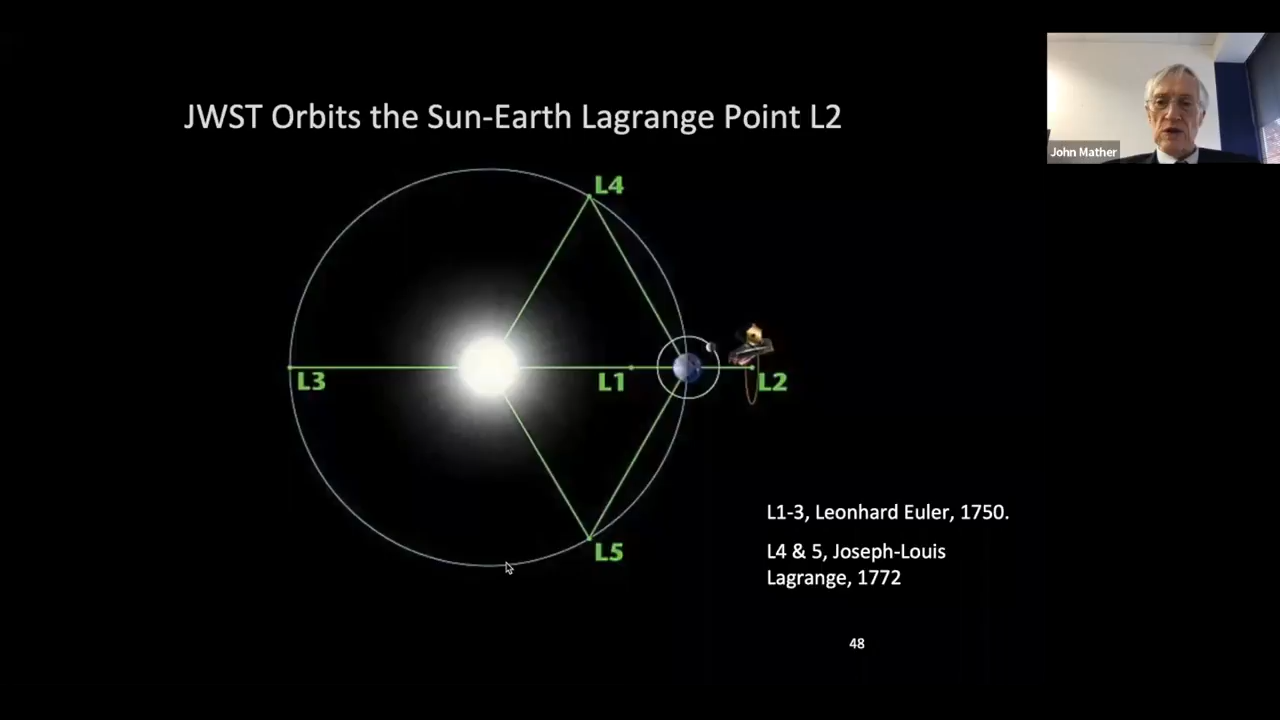 JWST Orbits the Sun-Earth Lagrange Point L2
John Mather
L4
L3
L1
L2
L5
L1-3, Leonhard Euler, 1750.
L4 & 5, Joseph-Louis
Lagrange, 1772
48